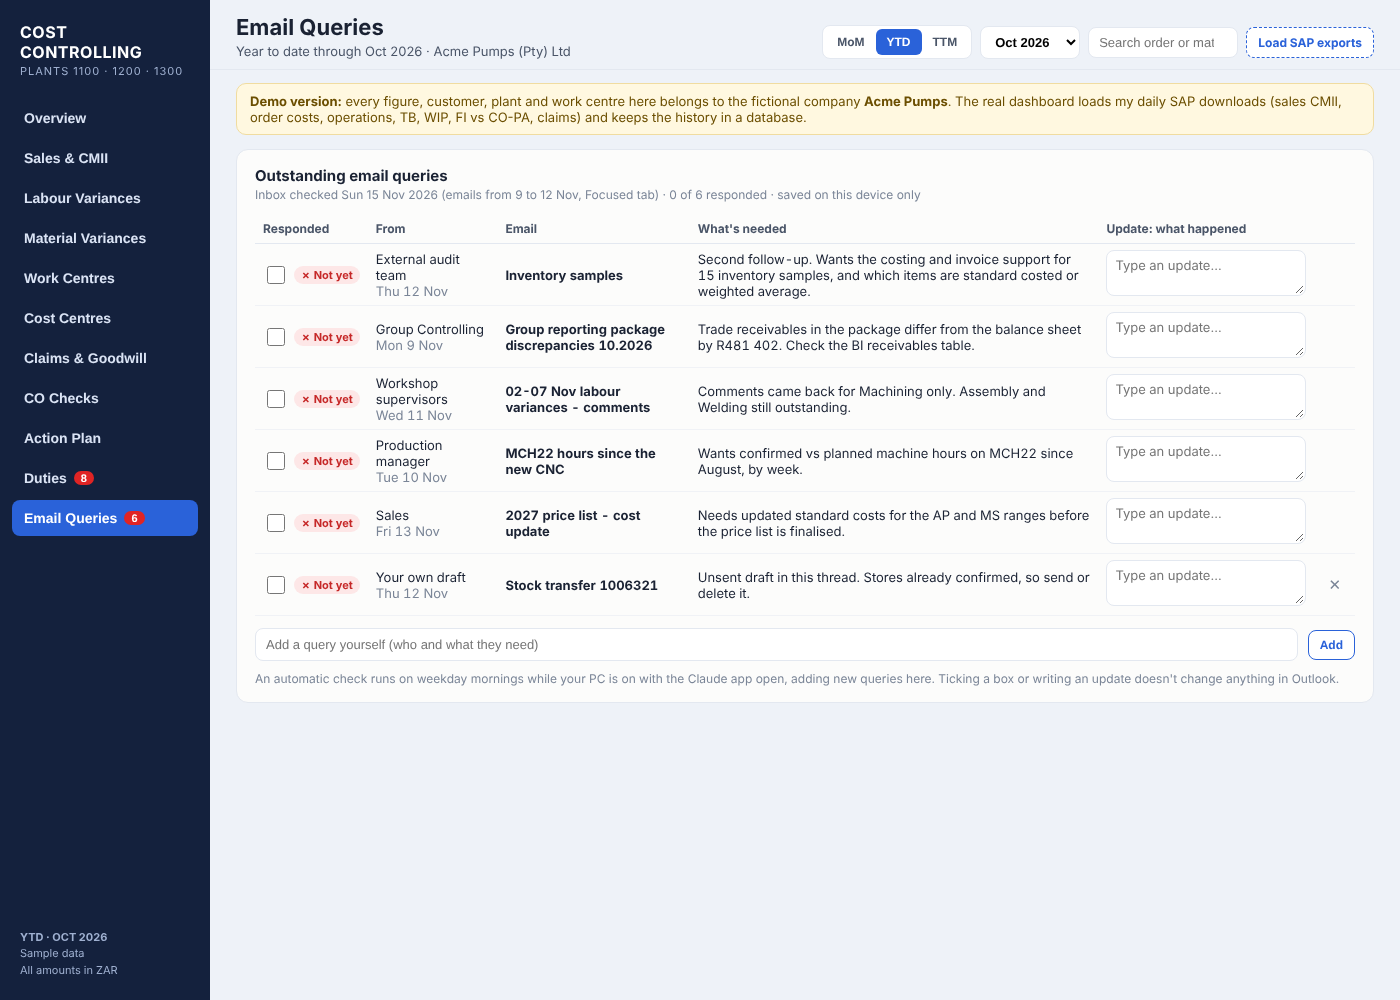 COST
CONTROLLING
PLANTS 1100 · 1200 · 1300
Overview
Sales & CMII
Labour Variances
Material Variances
Work Centres
Cost Centres
Claims & Goodwill
CO Checks
Action Plan
Duties 8
Email Queries 6
YTD · OCT 2026
Sample data
All amounts in ZAR
Email Queries
Year to date through Oct 2026 · Acme Pumps (Pty) Ltd
MoM YTD TTM
Oct 2026
Search order or mat
Load SAP exports
Demo version: every figure, customer, plant and work centre here belongs to the fictional company Acme Pumps. The real dashboard loads my daily SAP downloads (sales CMII,
order costs, operations, TB, WIP, FI vs CO-PA, claims) and keeps the history in a database.
Outstanding email queries
Inbox checked Sun 15 Nov 2026 (emails from 9 to 12 Nov, Focused tab) · 0 of 6 responded · saved on this device only
Responded From Email What's needed Update: what happened
× Not yet
External audit
team
Thu 12 Nov
Inventory samples
Second follow-up. Wants the costing and invoice support for
15 inventory samples, and which items are standard costed or
weighted average.
Type an update...
× Not yet
Group Controlling
Mon 9 Nov
Group reporting package
discrepancies 10.2026
Trade receivables in the package differ from the balance sheet
by R481 402. Check the BI receivables table.
Type an update...
× Not yet
Workshop
supervisors
Wed 11 Nov
02-07 Nov labour
variances - comments
Comments came back for Machining only. Assembly and
Welding still outstanding.
Type an update...
× Not yet
Production
manager
Tue 10 Nov
MCH22 hours since the
new CNC
Wants confirmed vs planned machine hours on MCH22 since
August, by week.
Type an update...
× Not yet
Sales
Fri 13 Nov
2027 price list - cost
update
Needs updated standard costs for the AP and MS ranges before
the price list is finalised.
Type an update...
× Not yet
Your own draft
Thu 12 Nov
Stock transfer 1006321
Unsent draft in this thread. Stores already confirmed, so send or
delete it.
Type an update...
×
Add a query yourself (who and what they need)
Add
An automatic check runs on weekday mornings while your PC is on with the Claude app open, adding new queries here. Ticking a box or writing an update doesn't change anything in Outlook.